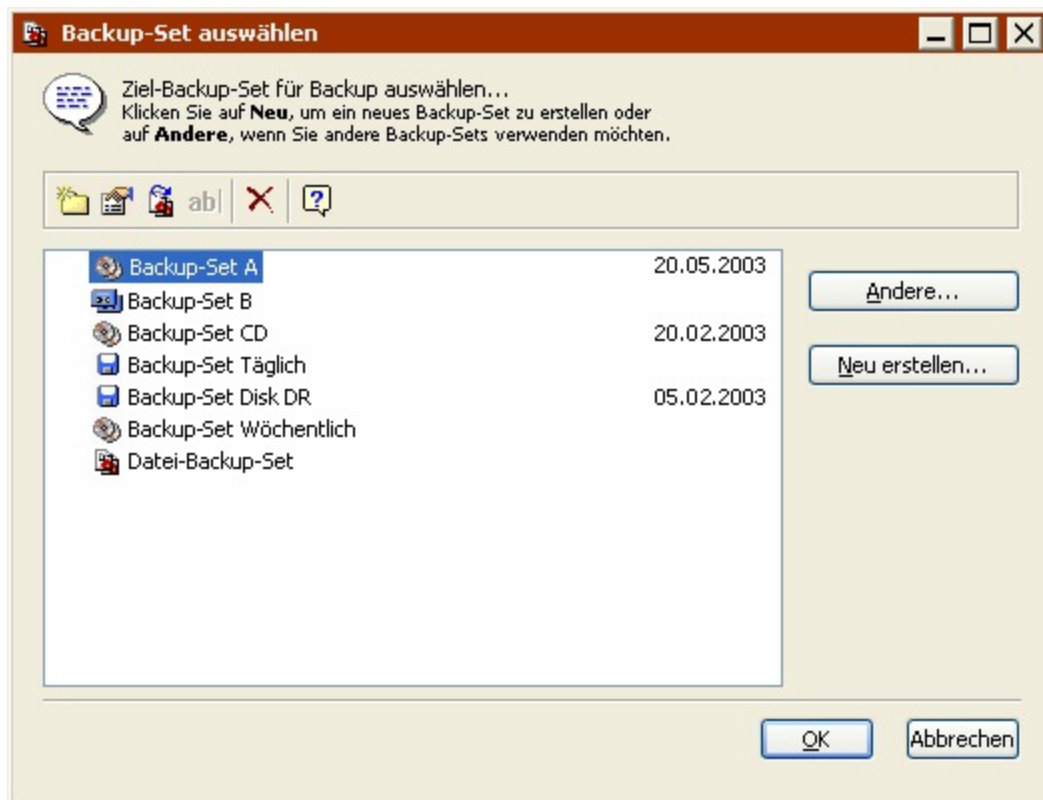 Backup-Set auswählen
Ziel-Backup-Set für Backup auswählen...
Klicken Sie auf Neu, um ein neues Backup-Set zu erstellen oder
auf Andere, wenn Sie andere Backup-Sets verwenden möchten.
ab|
Backup-Set A 20.05.2003
Backup-Set B
Backup-Set CD 20.02.2003
Backup-Set Täglich
Backup-Set Disk DR 05.02.2003
Backup-Set Wöchentlich
Datei-Backup-Set
Andere...
Neu erstellen...
OK
Abbrechen